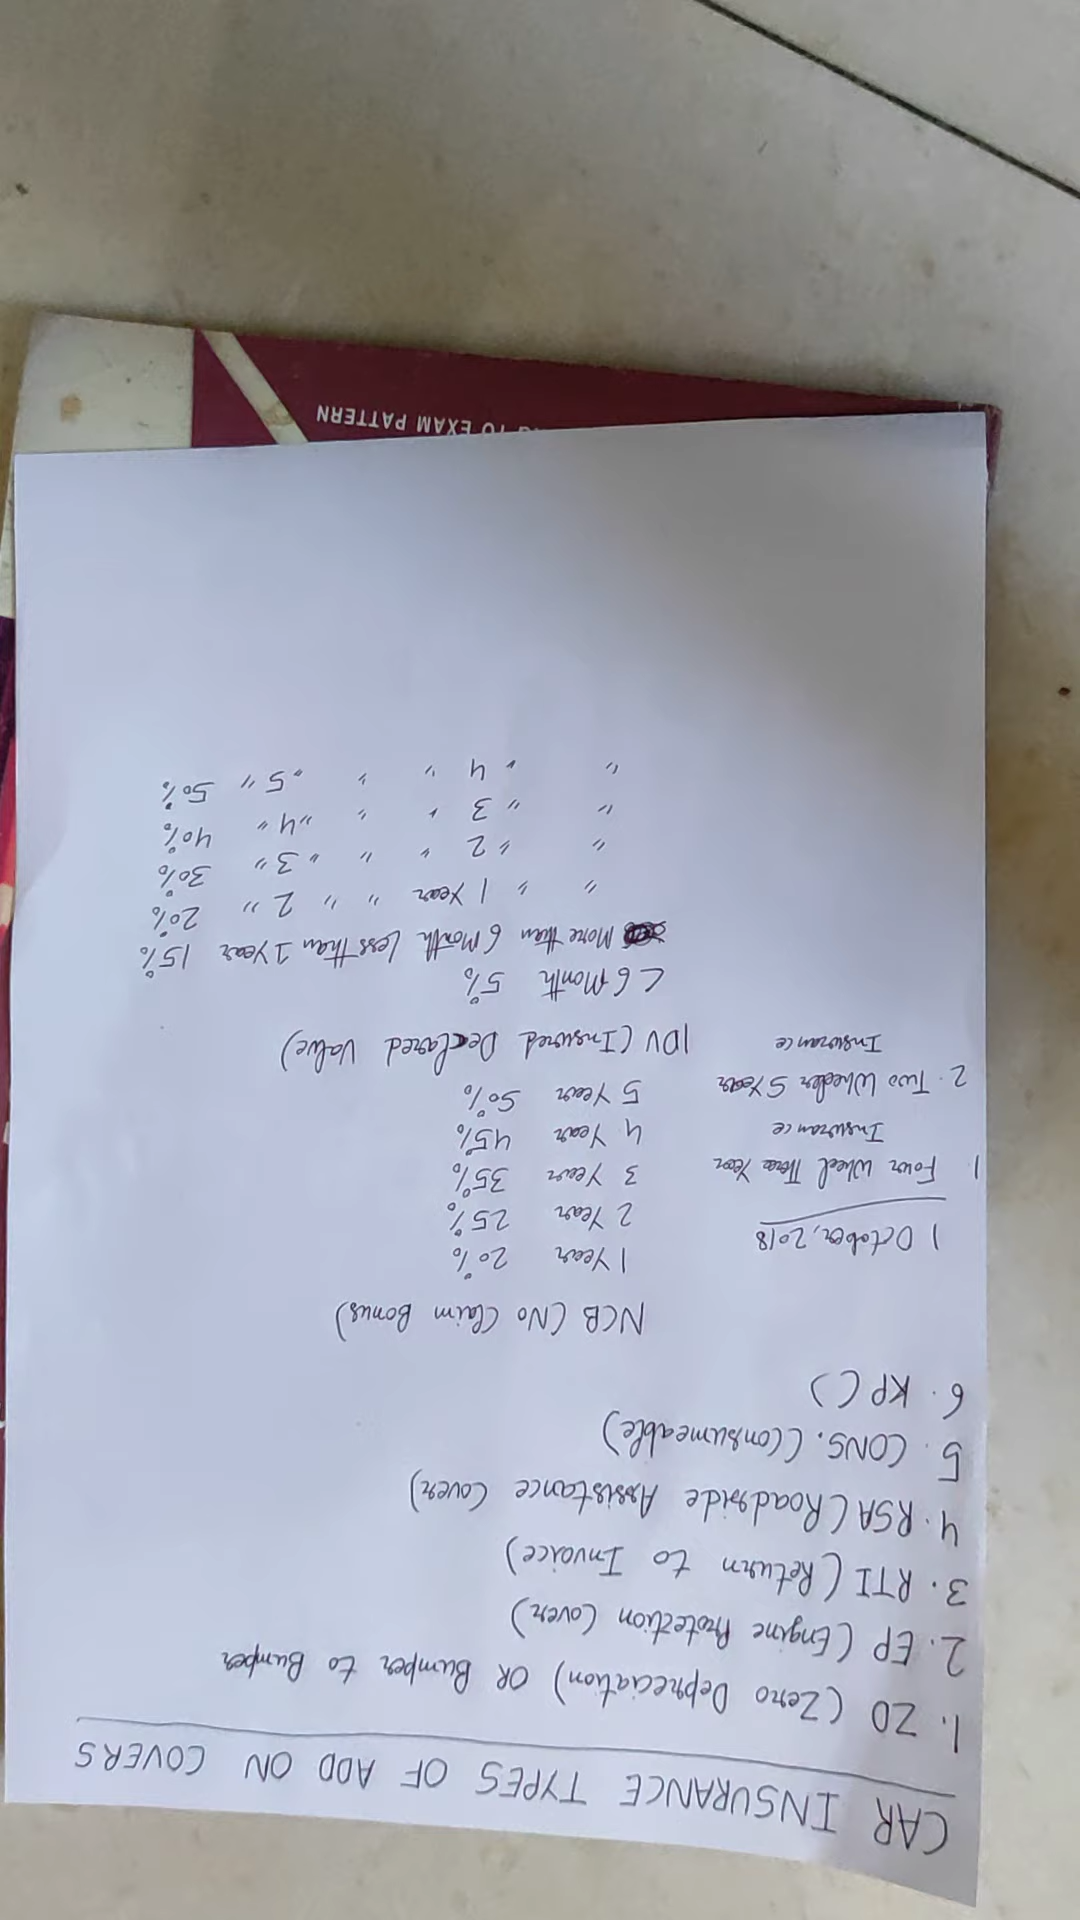 CAR INSURANCE TYPES OF ADD ON COVERS
1. ZD (Zero Depreciation) OR Bumper to Bumper
2. EP (Engine Protection Cover)
3. RTI (Return to Invoice)
4. RSA (Roadside Assistance Cover)
5. CONS. (Consumeable)
6. KP ( )
NCB (No Claim Bonus)
1 Year 20%
2 Year 25%
3 Year 35%
4 Year 45%
5 Year 50%
1 October, 2018
1 Four Wheel Three Year
Insurance
2. Two Wheeler 5 Year
Insurance
IDV (Insured Declared Value)
< 6 Month 5%
More than 6 Month Less than 1 Year 15%
" " 1 Year " " 2 " 20%
" " 2 " " " 3 " 30%
" " 3 " " " 4 " 40%
" " 4 " " " 5 " 50%
TO EXAM PATTERN